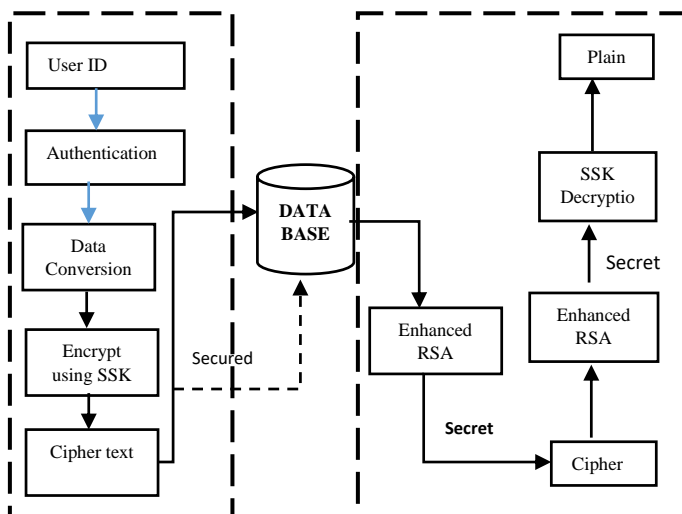 User ID
Authentication
Data
Conversion
Encrypt
using SSK
Cipher text
Secured
DATA
BASE
Enhanced
RSA
Secret
Cipher
Enhanced
RSA
Secret
SSK
Decryptio
Plain